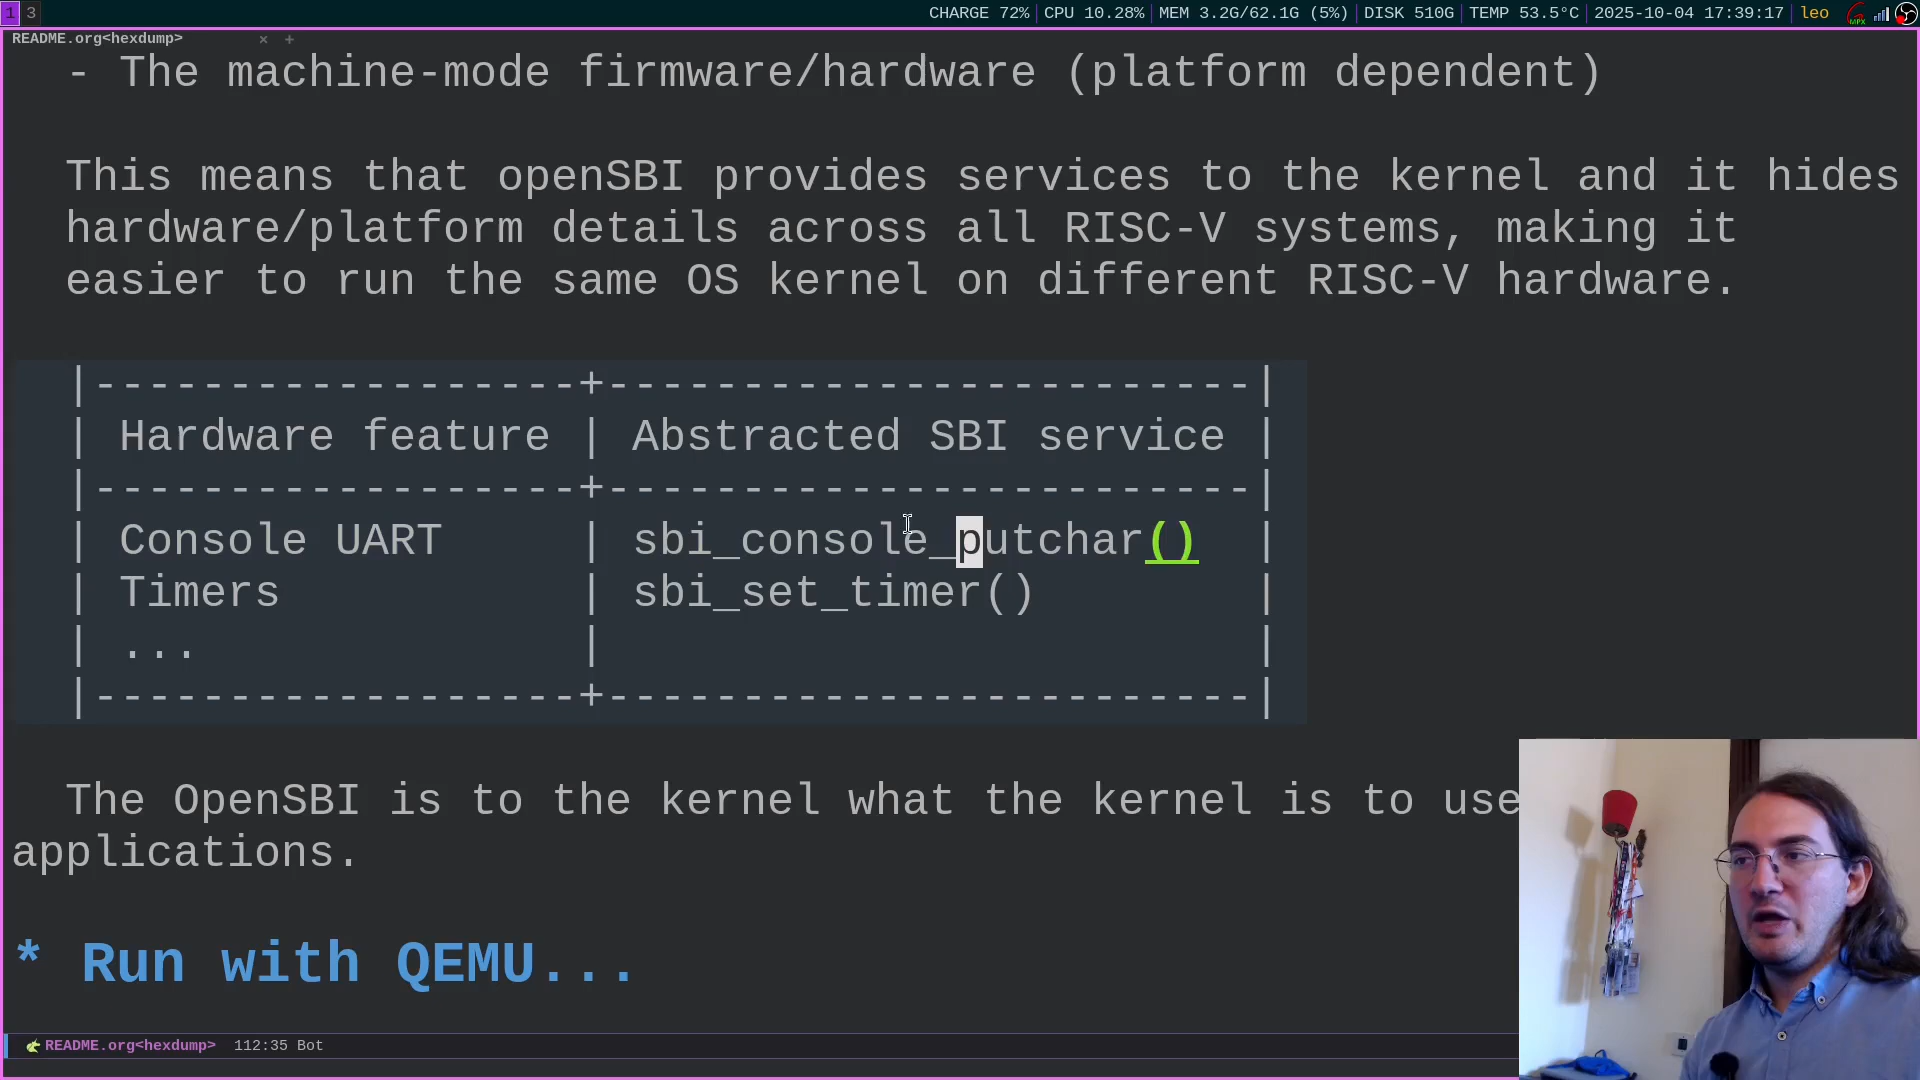 1 3 CHARGE 72% | CPU 10.28% | MEM 3.2G/62.1G (5%) | DISK 510G | TEMP 53.5°C | 2025-10-04 17:39:17 | leo
README.org<hexdump> × +
- The machine-mode firmware/hardware (platform dependent)
This means that openSBI provides services to the kernel and it hides
hardware/platform details across all RISC-V systems, making it
easier to run the same OS kernel on different RISC-V hardware.
|------------------+------------------------|
| Hardware feature | Abstracted SBI service |
|------------------+------------------------|
| Console UART | sbi_console_putchar() |
| Timers | sbi_set_timer() |
| ... | |
|------------------+------------------------|
The OpenSBI is to the kernel what the kernel is to use
applications.
* Run with QEMU...
README.org<hexdump> 112:35 Bot